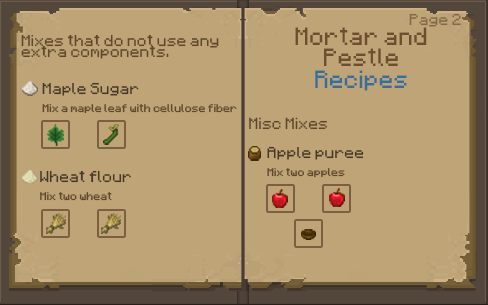 Mixes that do not use any
extra components.
Maple Sugar
Mix a maple leaf with cellulose fiber
Wheat flour
Mix two wheat
Page 2
Mortar and
Pestle
Recipes
Misc Mixes
Apple puree
Mix two apples